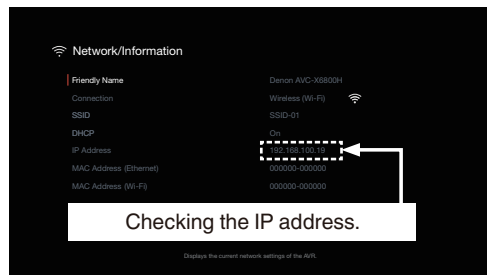 Network/Information
Friendly Name Denon AVC-X6800H
Connection Wireless (Wi-Fi)
SSID SSID-01
DHCP On
IP Address 192.168.100.19
MAC Address (Ethernet) 000000-000000
MAC Address (Wi-Fi) 000000-000000
Checking the IP address.
Displays the current network settings of the AVR.